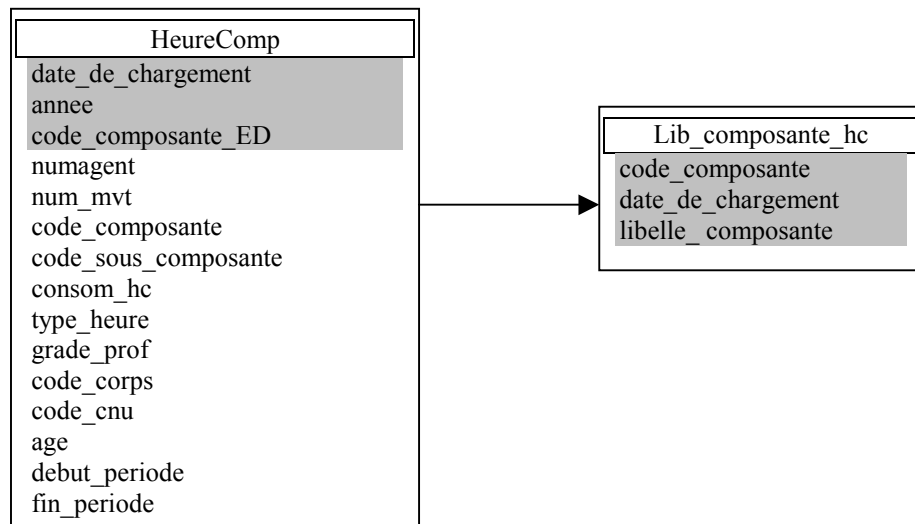 HeureComp
date_de_chargement
annee
code_composante_ED
numagent
num_mvt
code_composante
code_sous_composante
consom_hc
type_heure
grade_prof
code_corps
code_cnu
age
debut_periode
fin_periode
Lib_composante_hc
code_composante
date_de_chargement
libelle_ composante